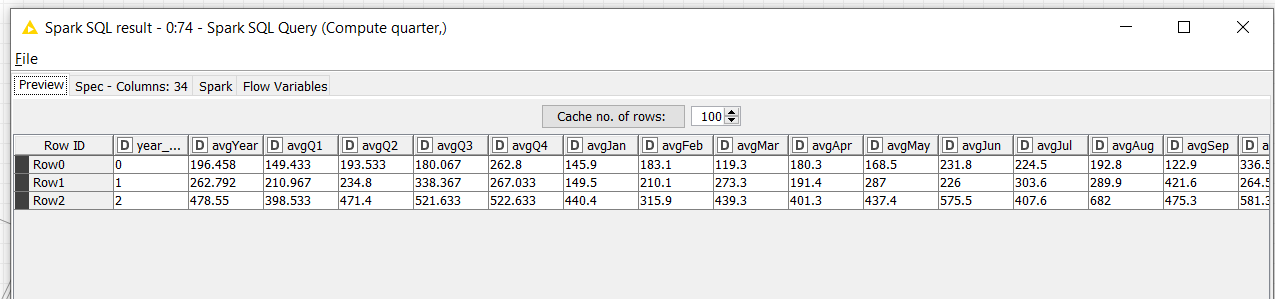 Spark SQL result - 0:74 - Spark SQL Query (Compute quarter,)
File
Preview Spec - Columns: 34 Spark Flow Variables
Cache no. of rows: 100
Row ID D year_... D avgYear D avgQ1 D avgQ2 D avgQ3 D avgQ4 D avgJan D avgFeb D avgMar D avgApr D avgMay D avgJun D avgJul D avgAug D avgSep D a
Row0 0 196.458 149.433 193.533 180.067 262.8 145.9 183.1 119.3 180.3 168.5 231.8 224.5 192.8 122.9 336.5
Row1 1 262.792 210.967 234.8 338.367 267.033 149.5 210.1 273.3 191.4 287 226 303.6 289.9 421.6 264.5
Row2 2 478.55 398.533 471.4 521.633 522.633 440.4 315.9 439.3 401.3 437.4 575.5 407.6 682 475.3 581.3